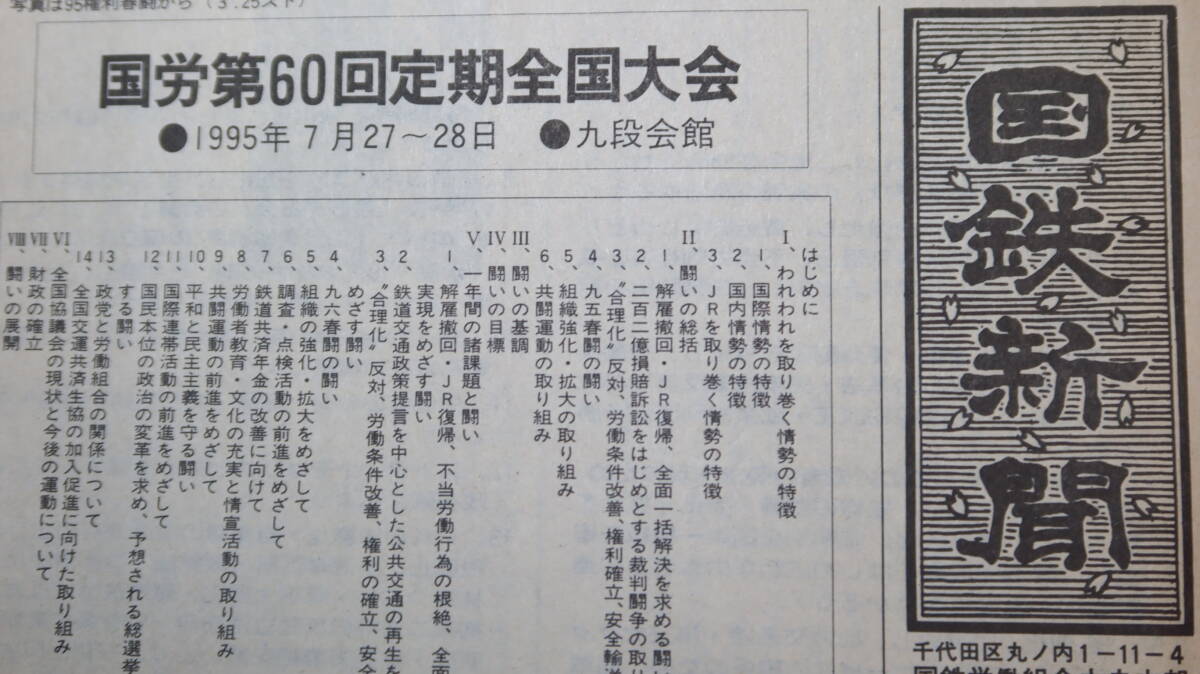 写真は95権利春闘から（3.25スト）
国労第60回定期全国大会
●1995年7月27～28日　●九段会館
国鉄新聞
千代田区丸ノ内1－11－4
はじめに
Ⅰ、われわれを取り巻く情勢の特徴
1、国際情勢の特徴
2、国内情勢の特徴
3、ＪＲを取り巻く情勢の特徴
Ⅱ、闘いの総括
1、解雇撤回・ＪＲ復帰、全面一括解決を求める闘い
2、二百二億損賠訴訟をはじめとする裁判闘争の取り
3、〝合理化〟反対、労働条件改善、権利確立、安全輸送
4、九五春闘の闘い
5、組織強化・拡大の取り組み
6、共闘運動の取り組み
Ⅲ、闘いの基調
Ⅳ、闘いの目標
Ⅴ、一年間の諸課題と闘い
1、解雇撤回・ＪＲ復帰、不当労働行為の根絶、全面
実現をめざす闘い
2、鉄道交通政策提言を中心とした公共交通の再生を
3、〝合理化〟反対、労働条件改善、権利の確立、安全
めざす闘い
4、九六春闘の闘い
5、組織の強化・拡大をめざして
6、調査・点検活動の前進をめざして
7、鉄道共済年金の改善に向けて
8、労働者教育・文化の充実と情宣活動の取り組み
9、共闘運動の前進をめざして
10、平和と民主主義を守る闘い
11、国際連帯活動の前進をめざして
12、国民本位の政治の変革を求め、予想される総選挙
する闘い
13、政党と労働組合の関係について
14、全国交運共済生協の加入促進に向けた取り組み
Ⅵ、全国協議会の現状と今後の運動について
Ⅶ、財政の確立
Ⅷ、闘いの展開